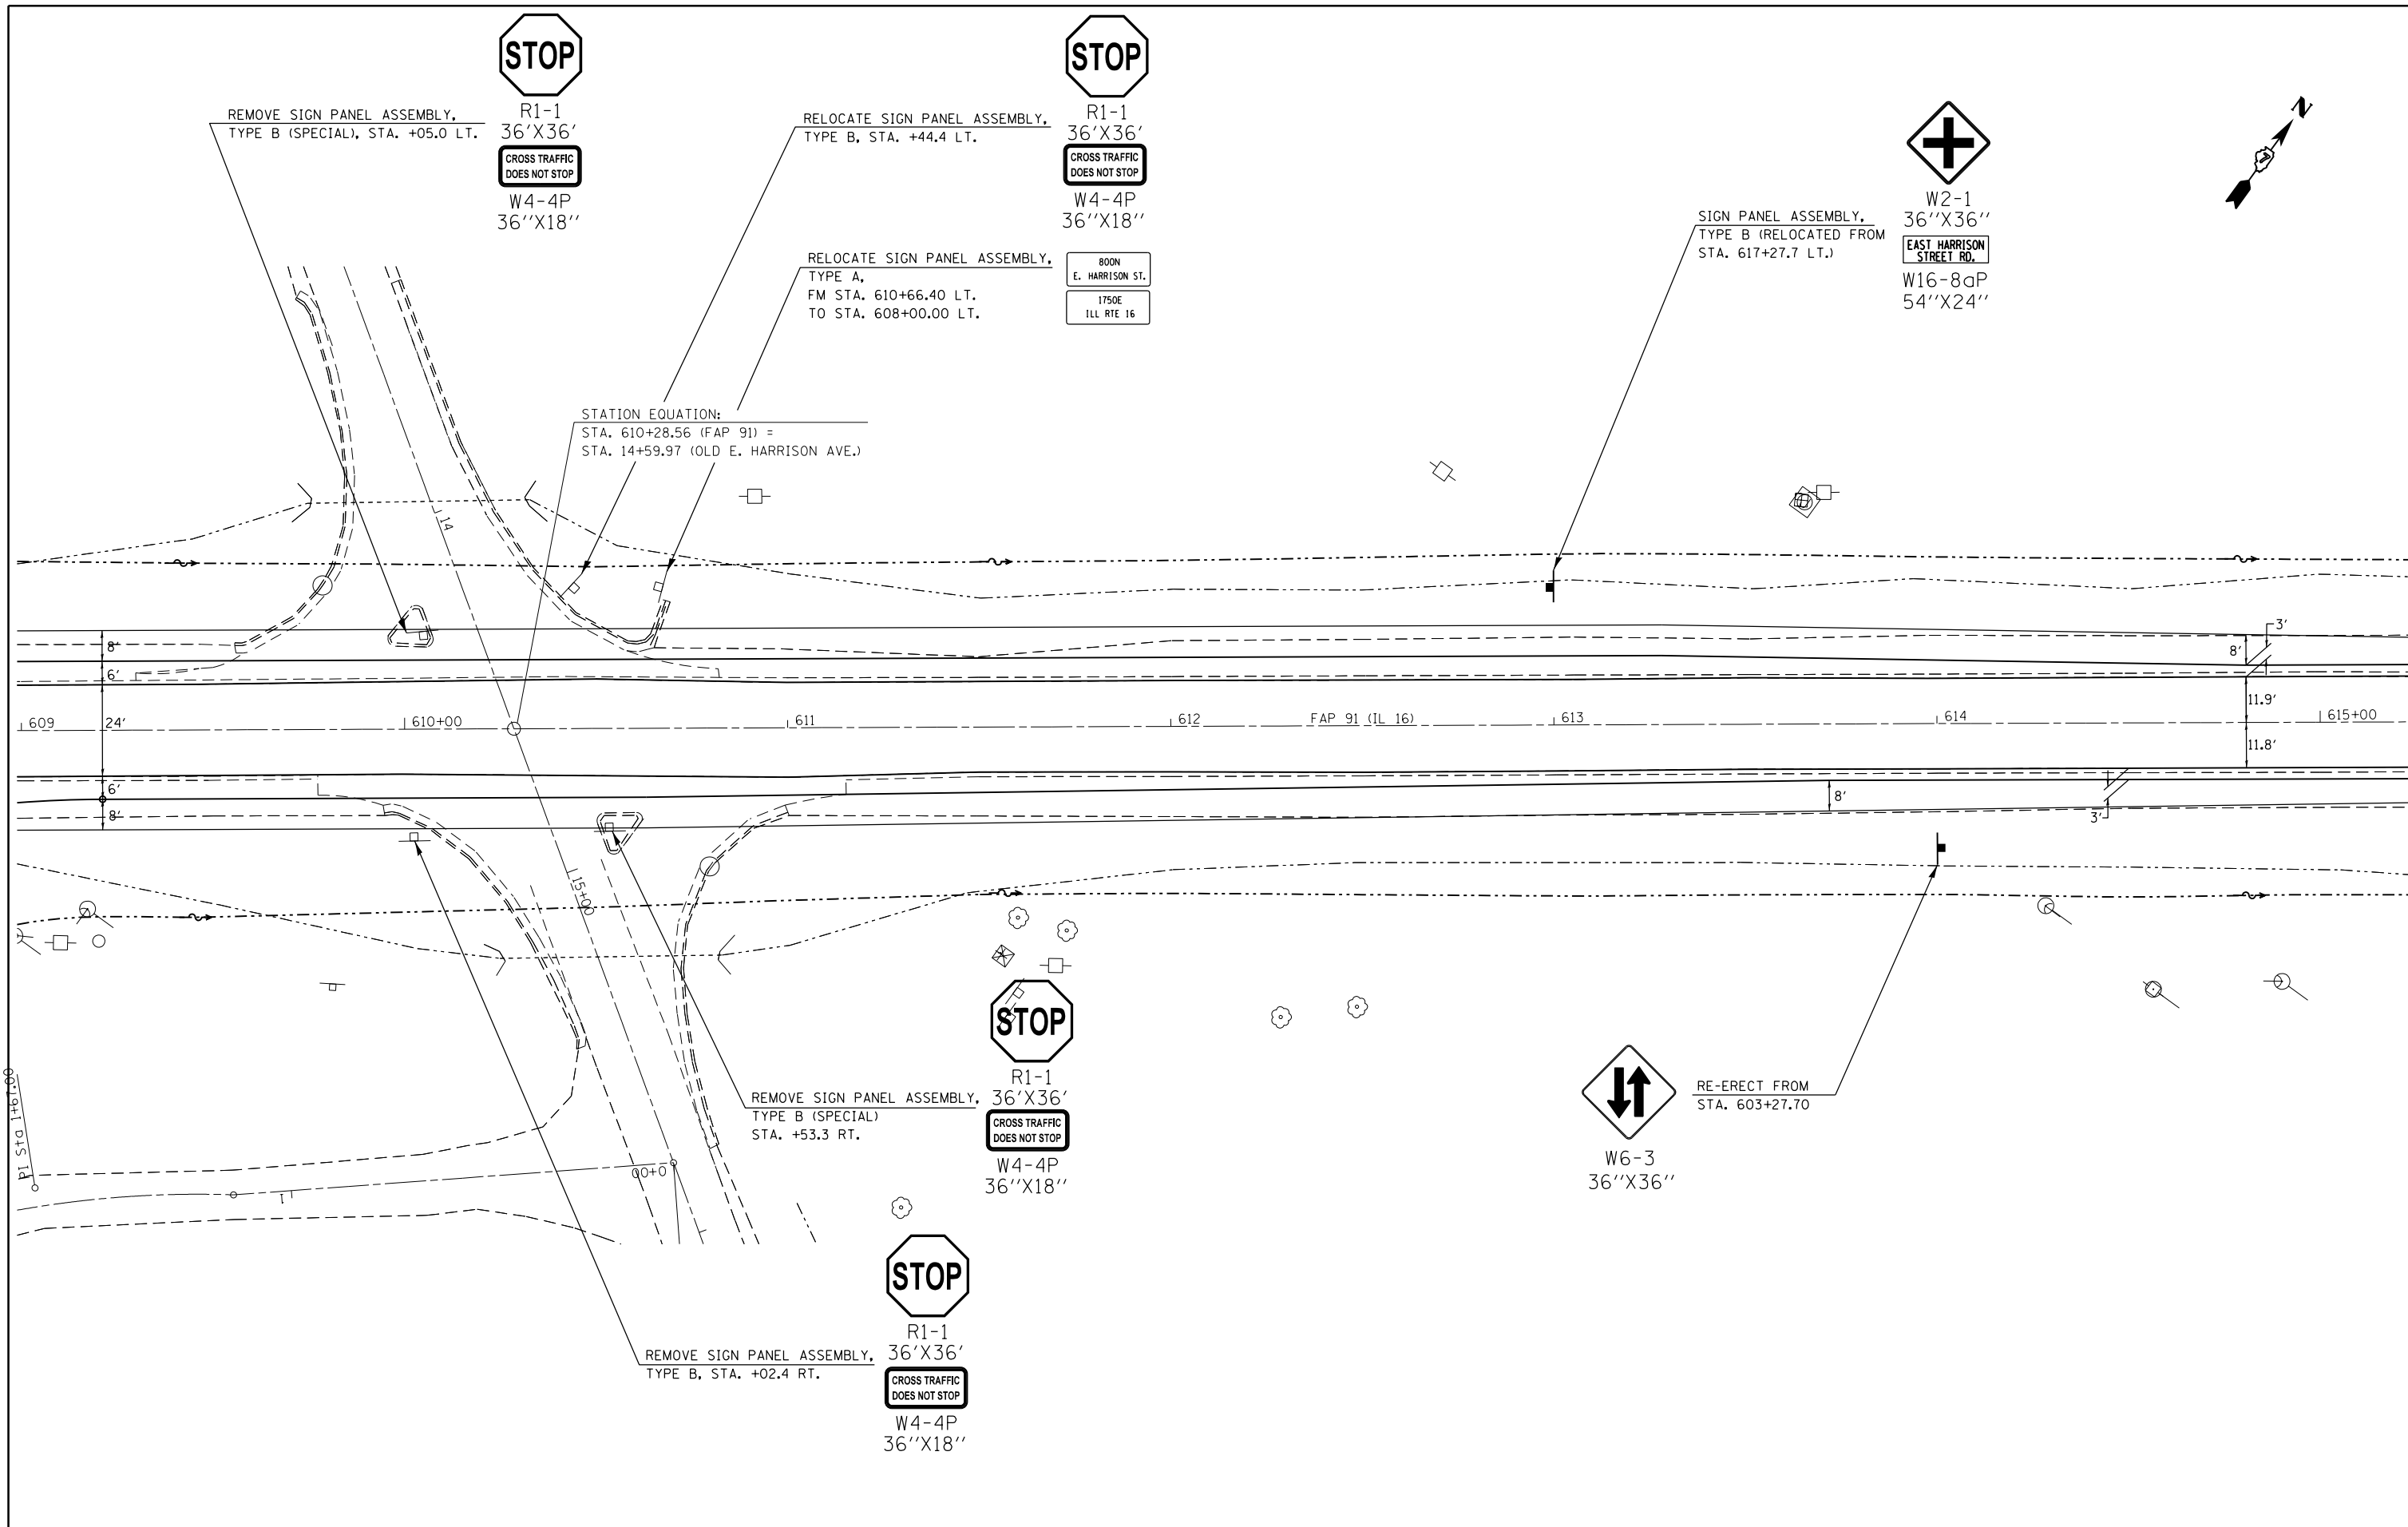 STOP
R1-1
36'X36'
CROSS TRAFFIC
DOES NOT STOP
W4-4P
36''X18''
REMOVE SIGN PANEL ASSEMBLY,
TYPE B (SPECIAL), STA. +05.0 LT.
STOP
R1-1
36'X36'
CROSS TRAFFIC
DOES NOT STOP
W4-4P
36''X18''
RELOCATE SIGN PANEL ASSEMBLY,
TYPE B, STA. +44.4 LT.
RELOCATE SIGN PANEL ASSEMBLY,
TYPE A,
FM STA. 610+66.40 LT.
TO STA. 608+00.00 LT.
800N
E. HARRISON ST.
1750E
ILL RTE 16
W2-1
36''X36''
EAST HARRISON
STREET RD.
W16-8aP
54''X24''
SIGN PANEL ASSEMBLY,
TYPE B (RELOCATED FROM
STA. 617+27.7 LT.)
N
STATION EQUATION:
STA. 610+28.56 (FAP 91) =
STA. 14+59.97 (OLD E. HARRISON AVE.)
14
8'
6'
24'
6'
8'
609
610+00
611
612
FAP 91 (IL 16)
613
614
615+00
3'
8'
11.9'
11.8'
8'
3'
15+00
STOP
R1-1
36'X36'
CROSS TRAFFIC
DOES NOT STOP
W4-4P
36''X18''
REMOVE SIGN PANEL ASSEMBLY,
TYPE B (SPECIAL)
STA. +53.3 RT.
W6-3
36''X36''
RE-ERECT FROM
STA. 603+27.70
PI Sta 1+67.00
1
0+00
STOP
R1-1
36'X36'
CROSS TRAFFIC
DOES NOT STOP
W4-4P
36''X18''
REMOVE SIGN PANEL ASSEMBLY,
TYPE B, STA. +02.4 RT.